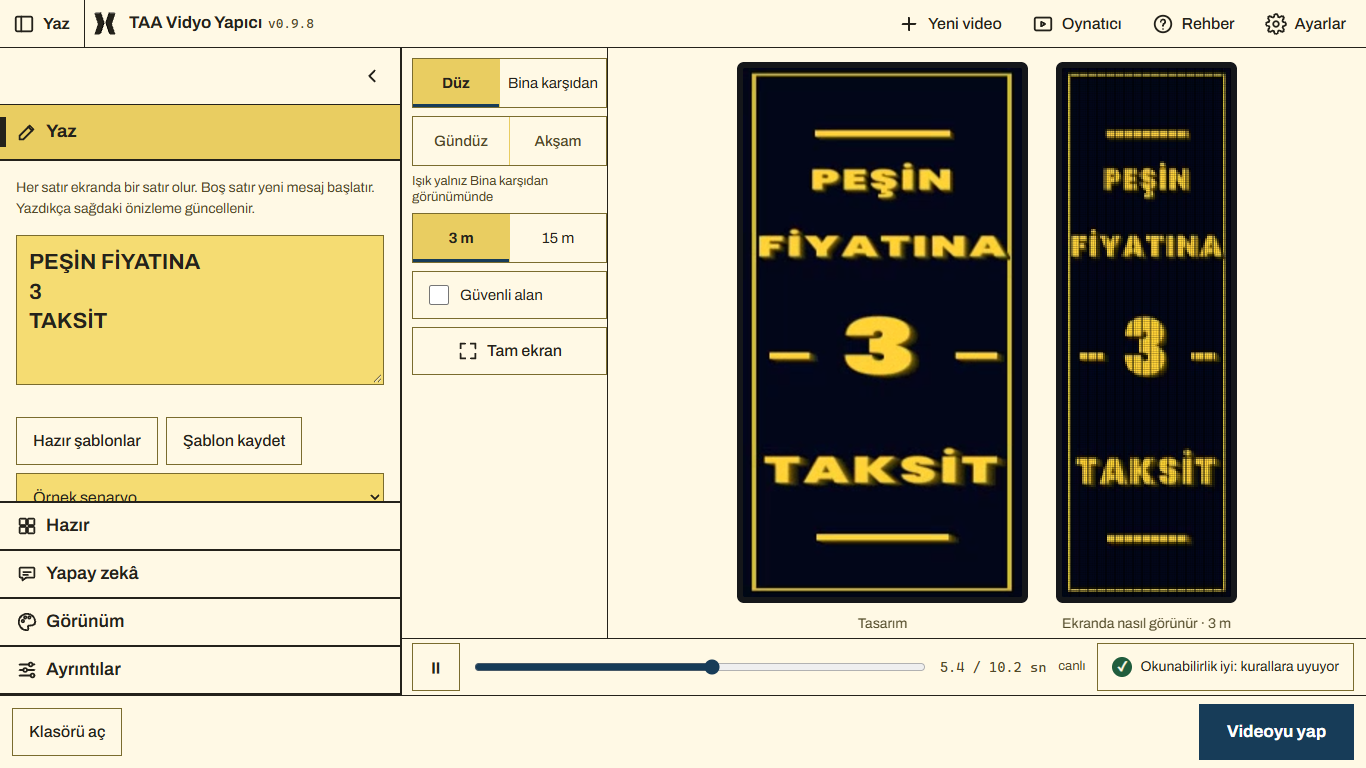 Yaz
TAA Vidyo Yapıcı v0.9.8
Yeni video
Oynatıcı
Rehber
Ayarlar
Yaz
Her satır ekranda bir satır olur. Boş satır yeni mesaj başlatır.
Yazdıkça sağdaki önizleme güncellenir.
PEŞİN FİYATINA
3
TAKSİT
Hazır şablonlar
Şablon kaydet
Örnek senaryo
Hazır
Yapay zekâ
Görünüm
Ayrıntılar
Düz
Bina karşıdan
Gündüz
Akşam
Işık yalnız Bina karşıdan
görünümünde
3 m
15 m
Güvenli alan
Tam ekran
PEŞİN
FİYATINA
3
TAKSİT
Tasarım
PEŞİN
FİYATINA
3
TAKSİT
Ekranda nasıl görünür · 3 m
5.4 / 10.2 sn
canlı
Okunabilirlik iyi: kurallara uyuyor
Klasörü aç
Videoyu yap